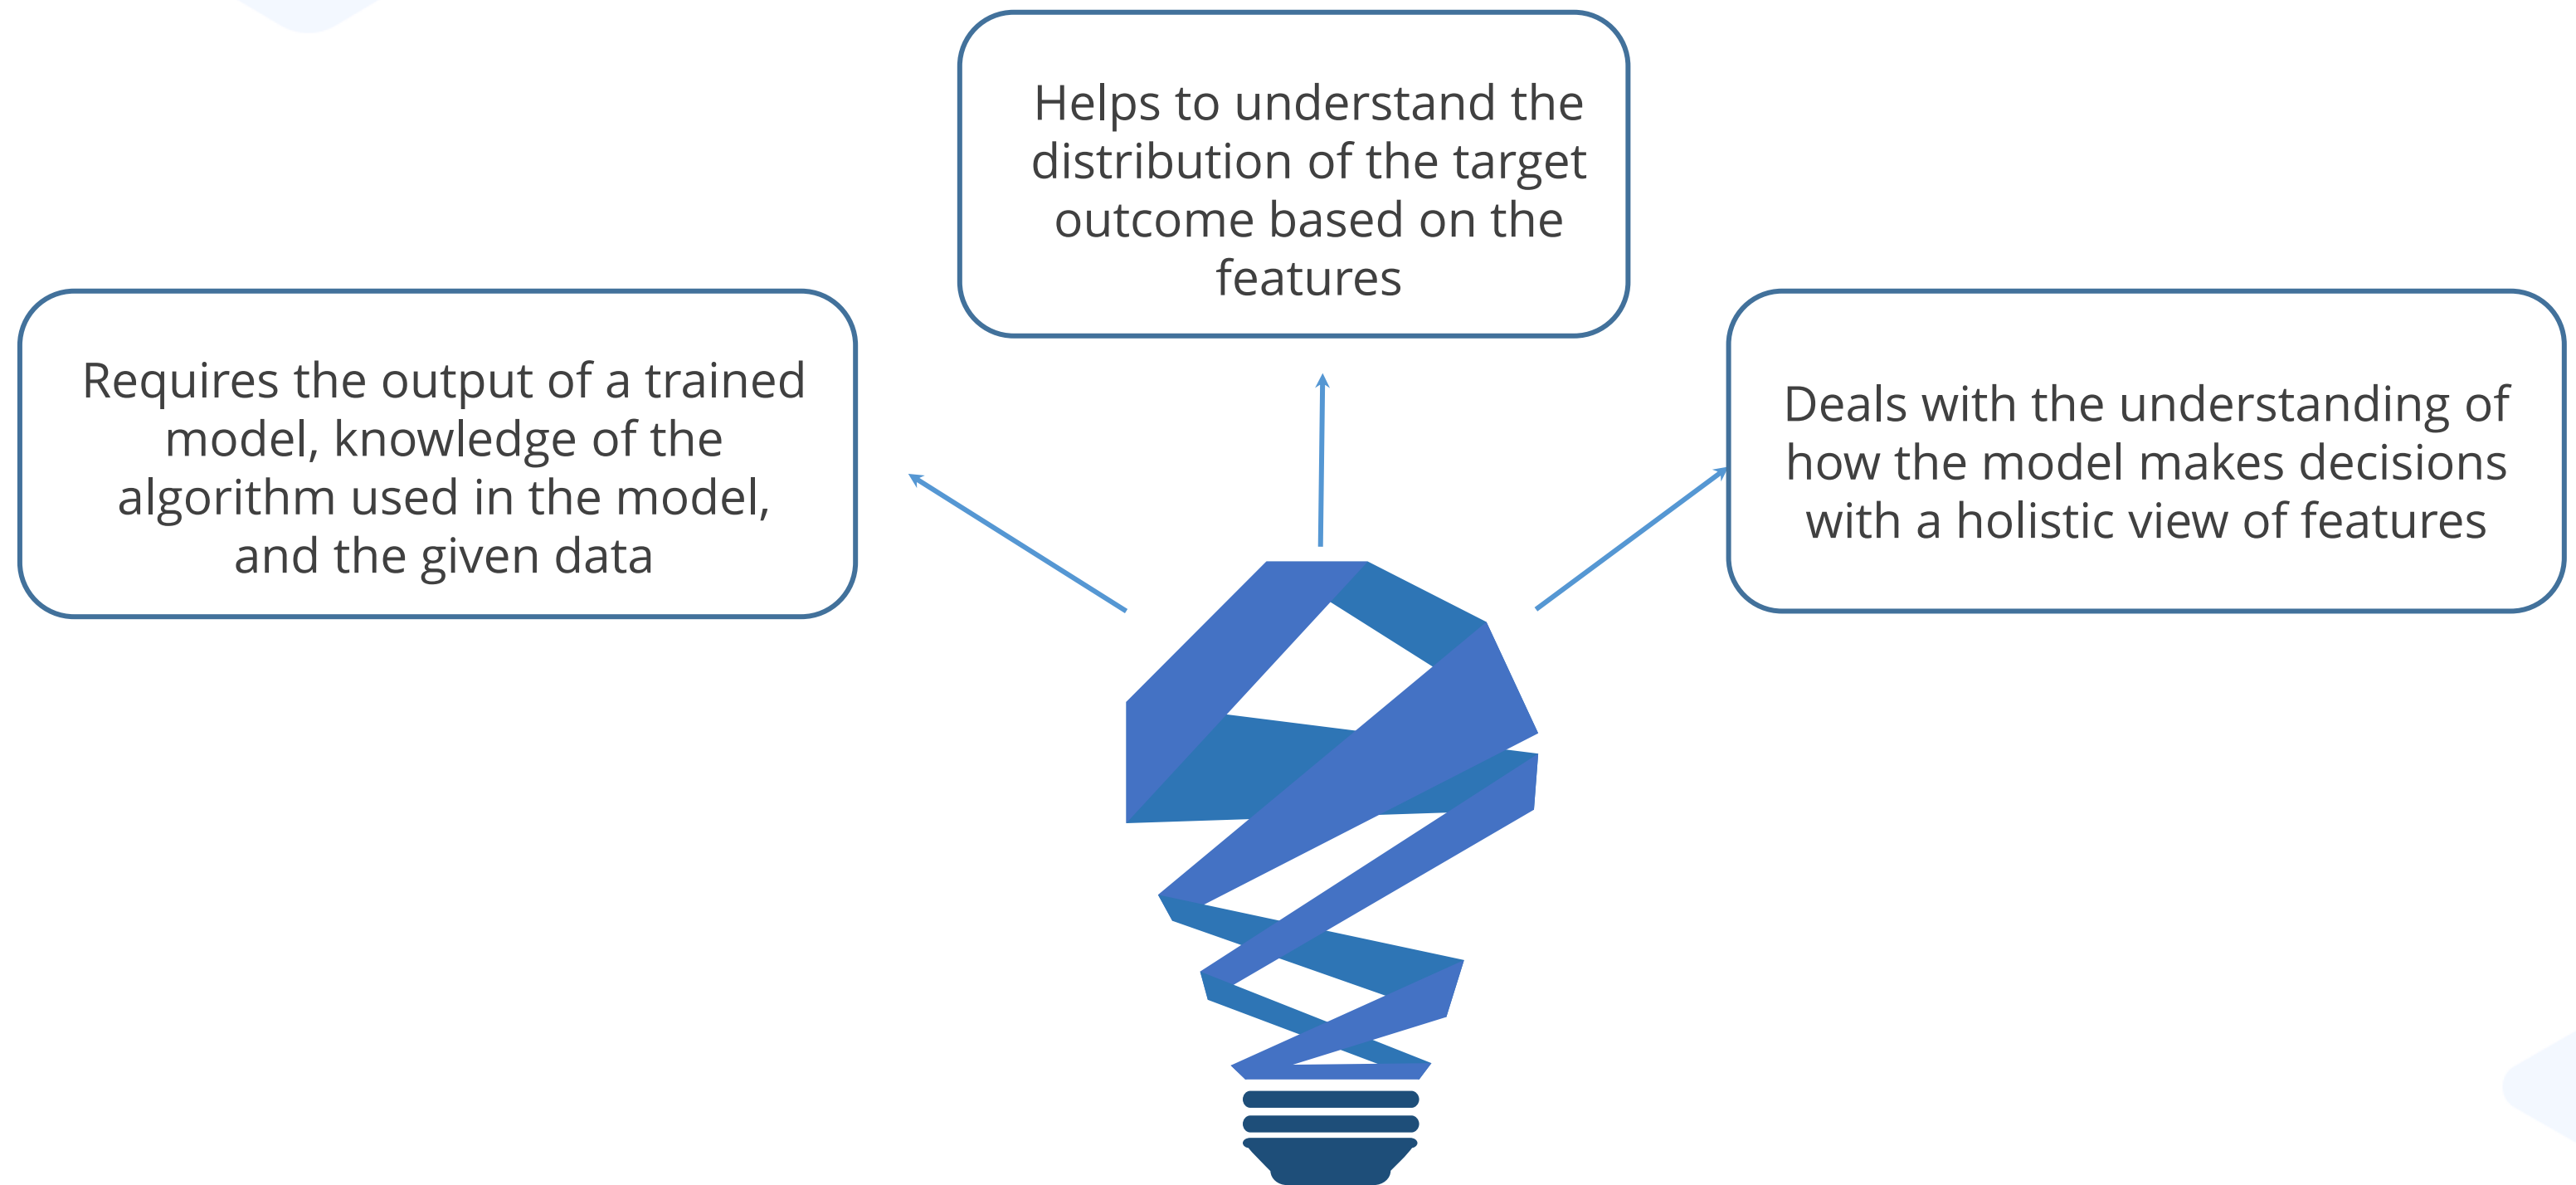 Helps to understand the
distribution of the target
outcome based on the
features
Requires the output of a trained
model, knowledge of the
algorithm used in the model,
and the given data
Deals with the understanding of
how the model makes decisions
with a holistic view of features